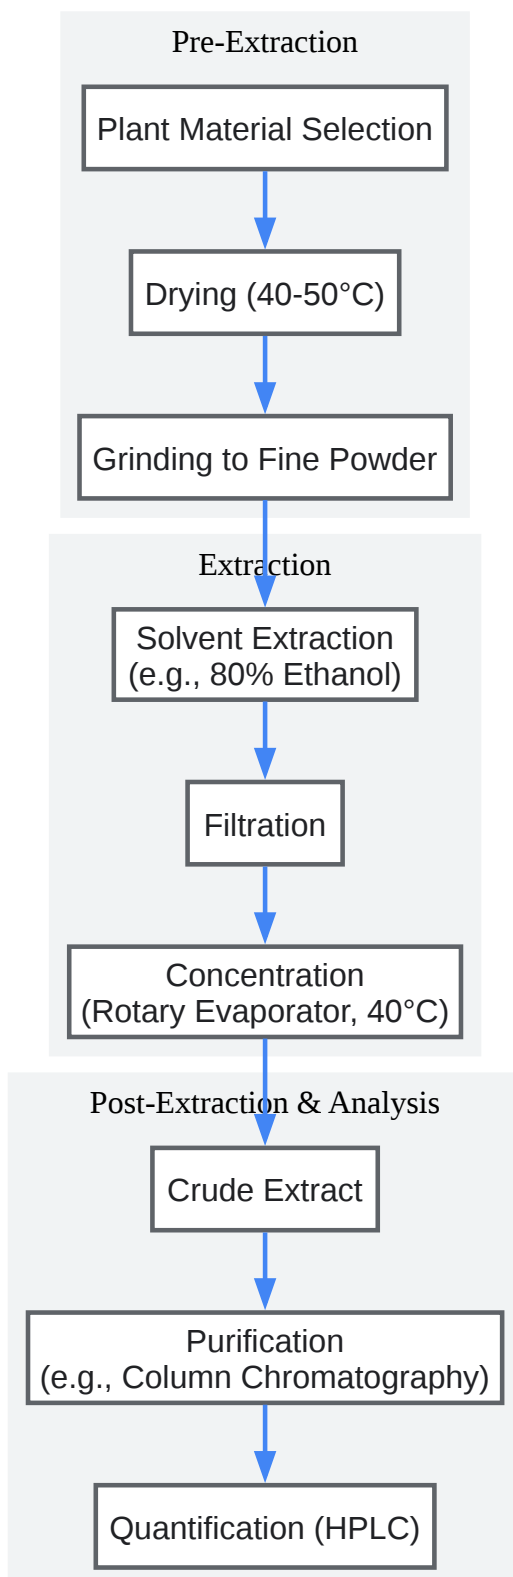 Pre-Extraction
Plant Material Selection
Drying (40-50°C)
Grinding to Fine Powder
Extraction
Solvent Extraction
(e.g., 80% Ethanol)
Filtration
Concentration
(Rotary Evaporator, 40°C)
Post-Extraction & Analysis
Crude Extract
Purification
(e.g., Column Chromatography)
Quantification (HPLC)